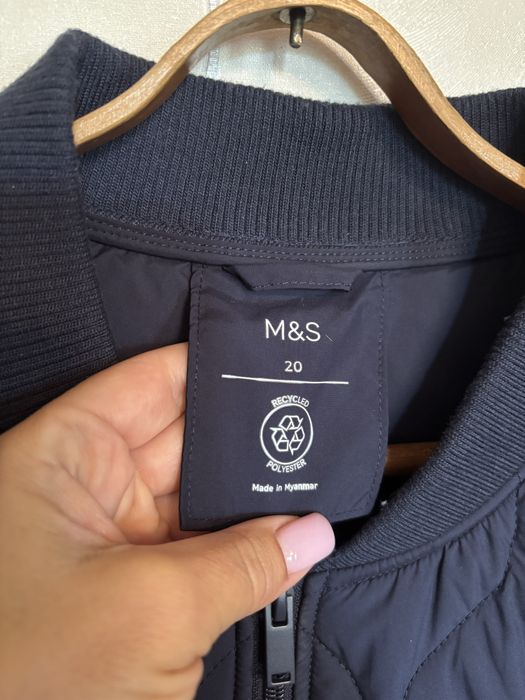 M&S
20
RECYCLED
POLYESTER
Made in Myanmar